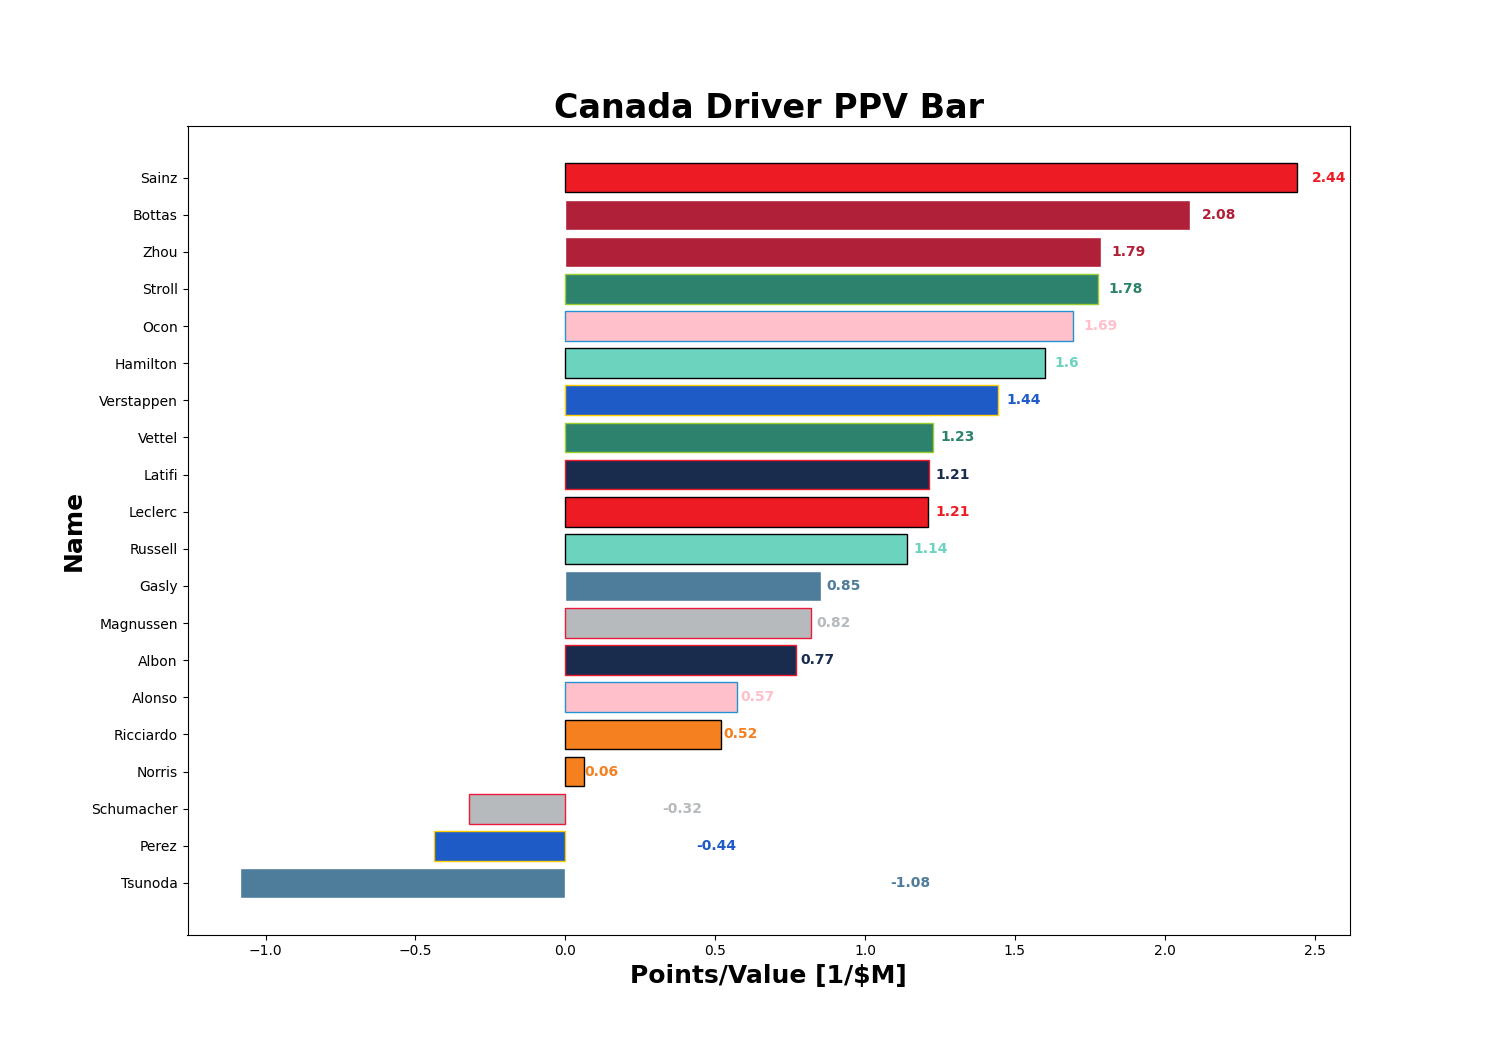 Canada Driver PPV Bar
Sainz 2.44
Bottas 2.08
Zhou 1.79
Stroll 1.78
Ocon 1.69
Hamilton 1.6
Verstappen 1.44
Vettel 1.23
Latifi 1.21
Leclerc 1.21
Russell 1.14
Gasly 0.85
Magnussen 0.82
Albon 0.77
Alonso 0.57
Ricciardo 0.52
Norris 0.06
Schumacher -0.32
Perez -0.44
Tsunoda -1.08
Name
−1.0 −0.5 0.0 0.5 1.0 1.5 2.0 2.5
Points/Value [1/$M]